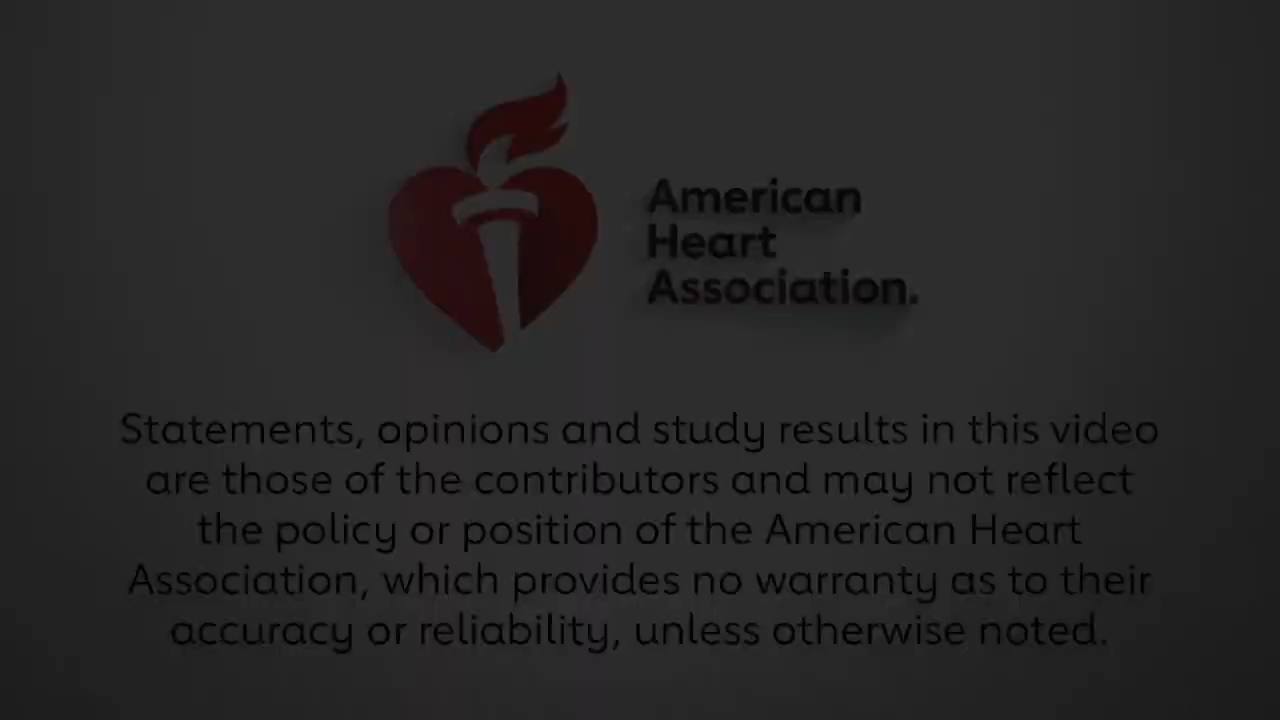 American
Heart
Association.
Statements, opinions and study results in this video
are those of the contributors and may not reflect
the policy or position of the American Heart
Association, which provides no warranty as to their
accuracy or reliability, unless otherwise noted.